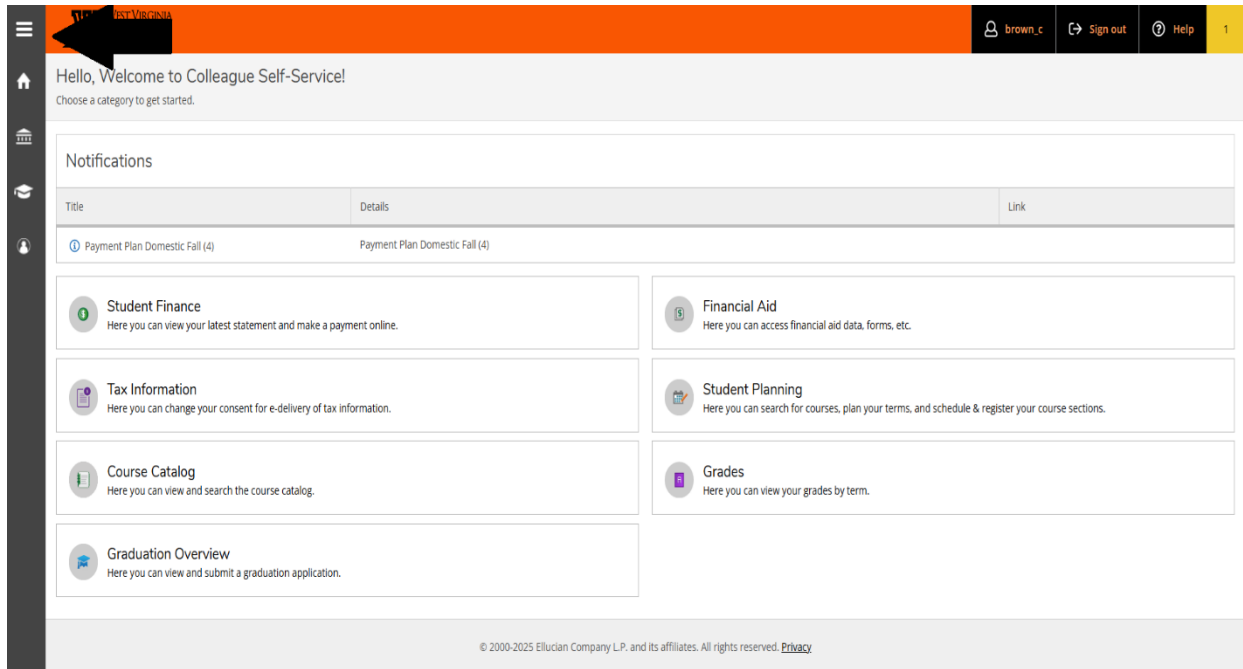 WEST VIRGINIA
brown_c
Sign out
Help
1
Hello, Welcome to Colleague Self-Service!
Choose a category to get started.
Notifications
Title Details Link
Payment Plan Domestic Fall (4) Payment Plan Domestic Fall (4)
Student Finance
Here you can view your latest statement and make a payment online.
Financial Aid
Here you can access financial aid data, forms, etc.
Tax Information
Here you can change your consent for e-delivery of tax information.
Student Planning
Here you can search for courses, plan your terms, and schedule & register your course sections.
Course Catalog
Here you can view and search the course catalog.
Grades
Here you can view your grades by term.
Graduation Overview
Here you can view and submit a graduation application.
© 2000-2025 Ellucian Company L.P. and its affiliates. All rights reserved. Privacy